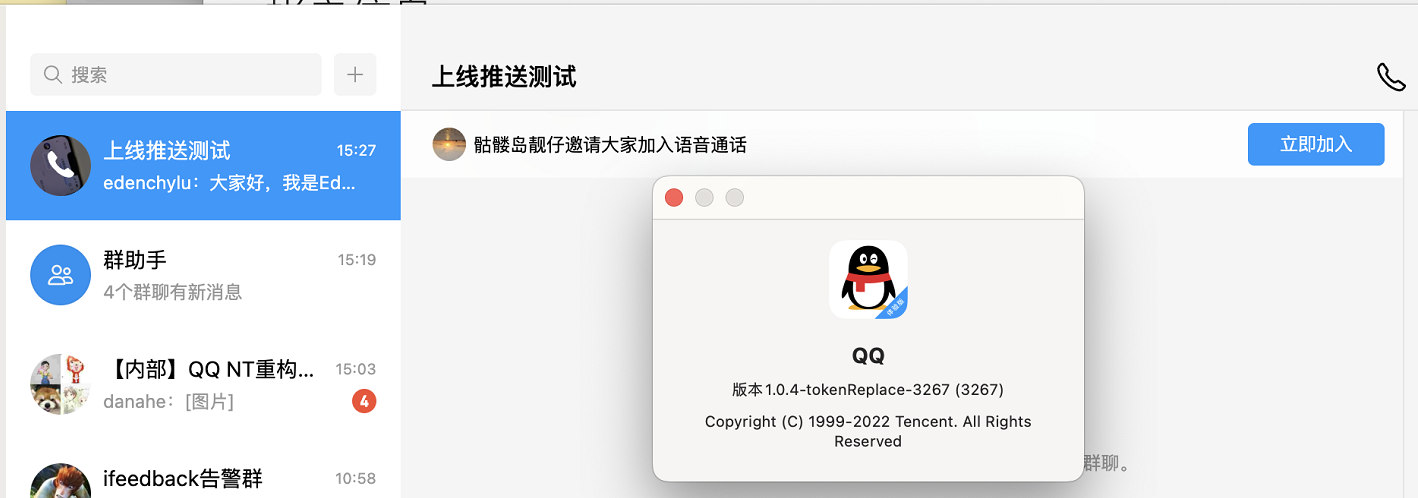 搜索
上线推送测试
15:27
edenchylu：大家好，我是Ed...
群助手
15:19
4个群聊有新消息
【内部】QQ NT重构...
15:03
danahe：[图片]
4
ifeedback告警群
10:58
上线推送测试
骷髅岛靓仔邀请大家加入语音通话
立即加入
体验版
QQ
版本1.0.4-tokenReplace-3267 (3267)
Copyright (C) 1999-2022 Tencent. All Rights
Reserved
群聊。